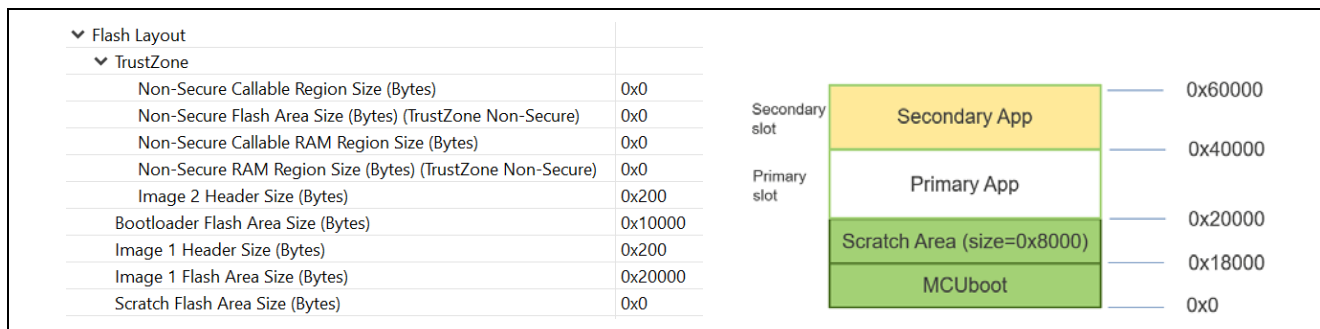 Flash Layout
TrustZone
Non-Secure Callable Region Size (Bytes) 0x0
Non-Secure Flash Area Size (Bytes) (TrustZone Non-Secure) 0x0
Non-Secure Callable RAM Region Size (Bytes) 0x0
Non-Secure RAM Region Size (Bytes) (TrustZone Non-Secure) 0x0
Image 2 Header Size (Bytes) 0x200
Bootloader Flash Area Size (Bytes) 0x10000
Image 1 Header Size (Bytes) 0x200
Image 1 Flash Area Size (Bytes) 0x20000
Scratch Flash Area Size (Bytes) 0x0
0x60000
Secondary
slot
Secondary App
0x40000
Primary
slot
Primary App
0x20000
Scratch Area (size=0x8000)
0x18000
MCUboot
0x0